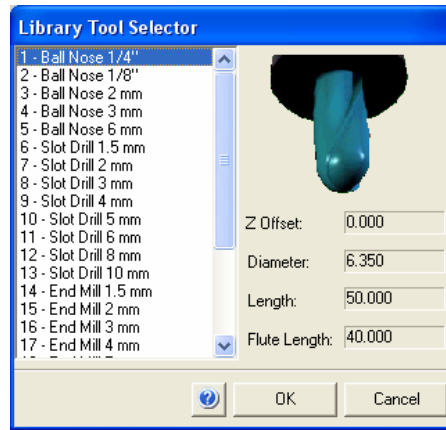 Library Tool Selector
1 - Ball Nose 1/4"
2 - Ball Nose 1/8"
3 - Ball Nose 2 mm
4 - Ball Nose 3 mm
5 - Ball Nose 6 mm
6 - Slot Drill 1.5 mm
7 - Slot Drill 2 mm
8 - Slot Drill 3 mm
9 - Slot Drill 4 mm
10 - Slot Drill 5 mm
11 - Slot Drill 6 mm
12 - Slot Drill 8 mm
13 - Slot Drill 10 mm
14 - End Mill 1.5 mm
15 - End Mill 2 mm
16 - End Mill 3 mm
17 - End Mill 4 mm
Z Offset: 0.000
Diameter: 6.350
Length: 50.000
Flute Length: 40.000
? OK Cancel